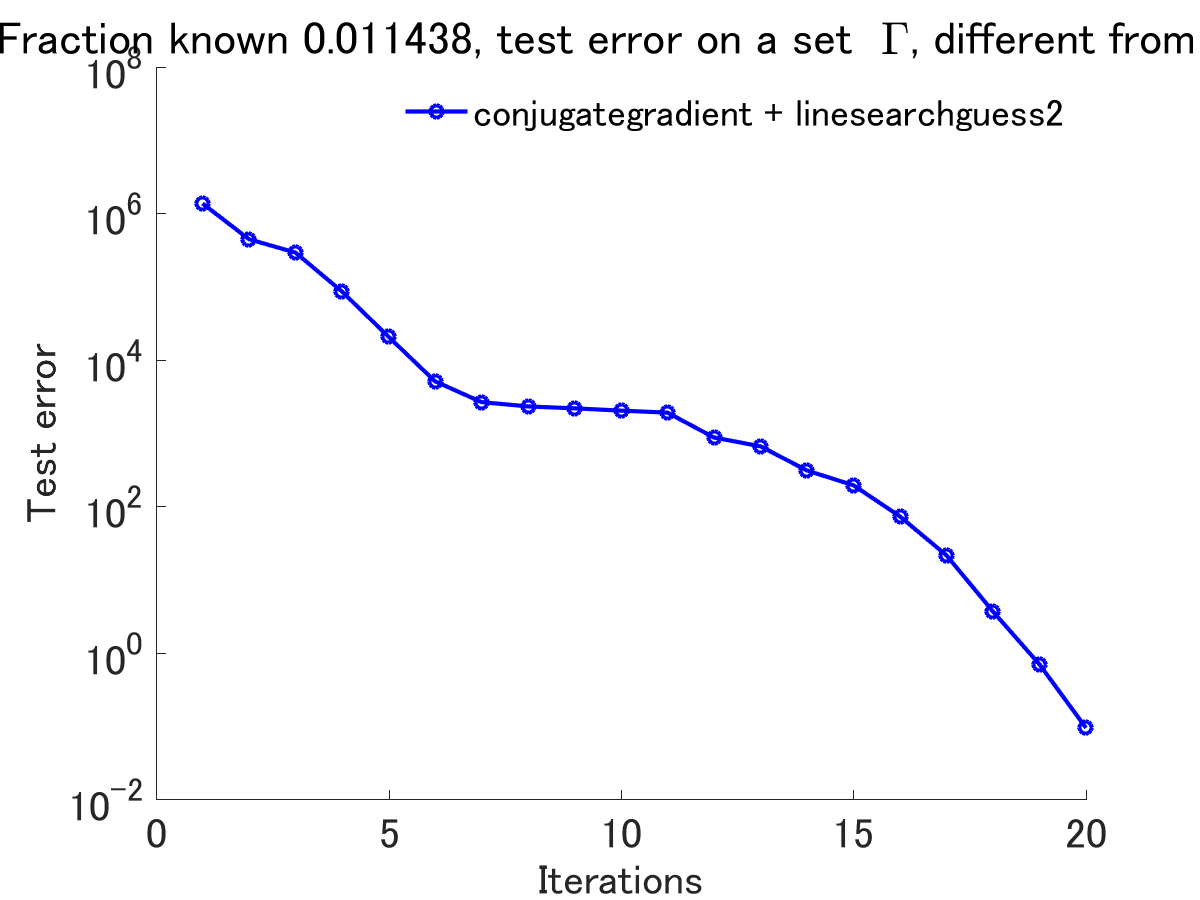 Fraction known 0.011438, test error on a set Γ, different from
10^8
conjugategradient + linesearchguess2
10^6
10^4
10^2
10^0
10^-2
Test error
0 5 10 15 20
Iterations